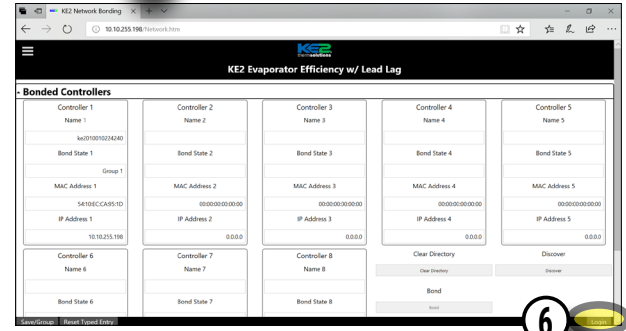 KE2 Network Bonding
10.10.255.198/Network.htm
KE2
thermsolutions
KE2 Evaporator Efficiency w/ Lead Lag
- Bonded Controllers
Controller 1 Controller 2 Controller 3 Controller 4 Controller 5
Name 1 Name 2 Name 3 Name 4 Name 5
ke2010010224240
Bond State 1 Bond State 2 Bond State 3 Bond State 4 Bond State 5
Group 1
MAC Address 1 MAC Address 2 MAC Address 3 MAC Address 4 MAC Address 5
54:10:EC:CA:95:1D 00:00:00:00:00:00 00:00:00:00:00:00 00:00:00:00:00:00 00:00:00:00:00:00
IP Address 1 IP Address 2 IP Address 3 IP Address 4 IP Address 5
10.10.255.198 0.0.0.0 0.0.0.0 0.0.0.0 0.0.0.0
Controller 6 Controller 7 Controller 8 Clear Directory Discover
Name 6 Name 7 Name 8 Clear Directory Discover
Bond
Bond State 6 Bond State 7 Bond State 8 Bond
Save/Group Reset Typed Entry 6 Login